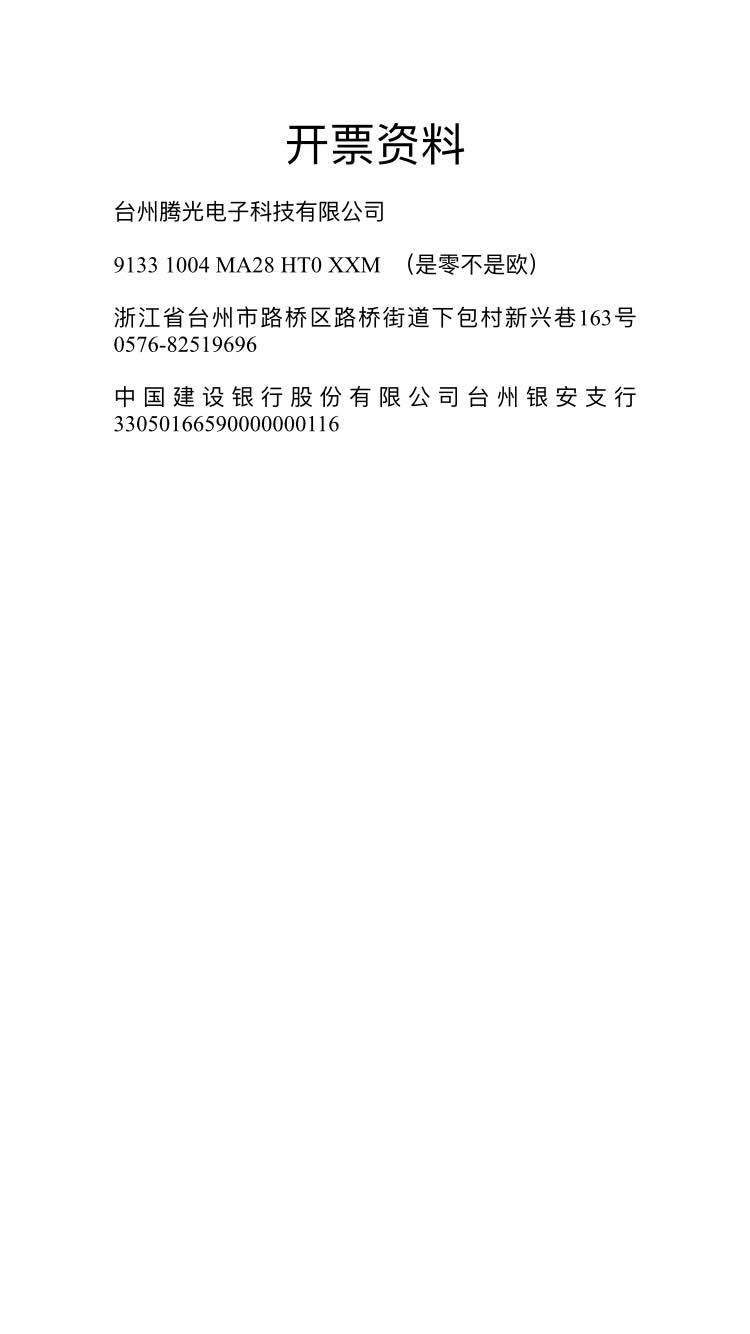 开票资料
台州腾光电子科技有限公司
9133 1004 MA28 HT0 XXM （是零不是欧）
浙江省台州市路桥区路桥街道下包村新兴巷163号
0576-82519696
中国建设银行股份有限公司台州银安支行
33050166590000000116